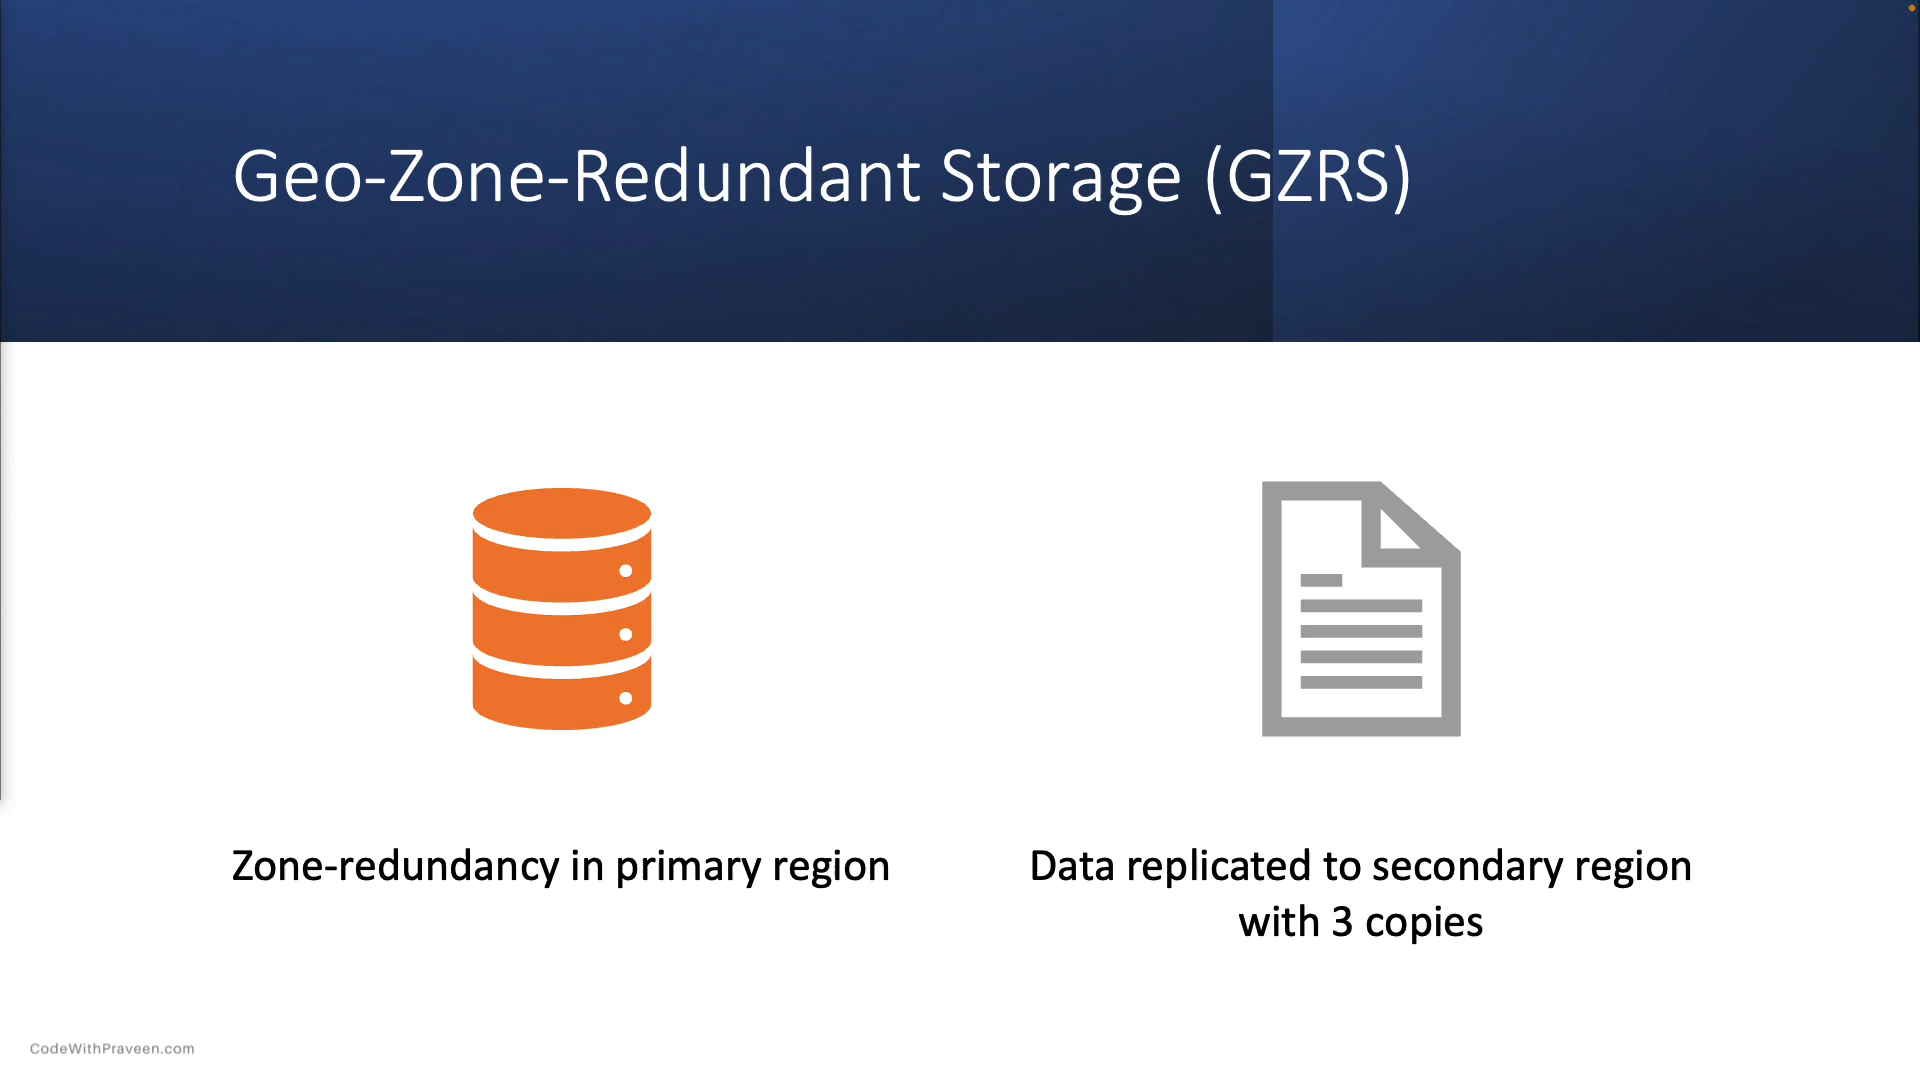 Geo-Zone-Redundant Storage (GZRS)
Zone-redundancy in primary region
Data replicated to secondary region
with 3 copies
CodeWithPraveen.com